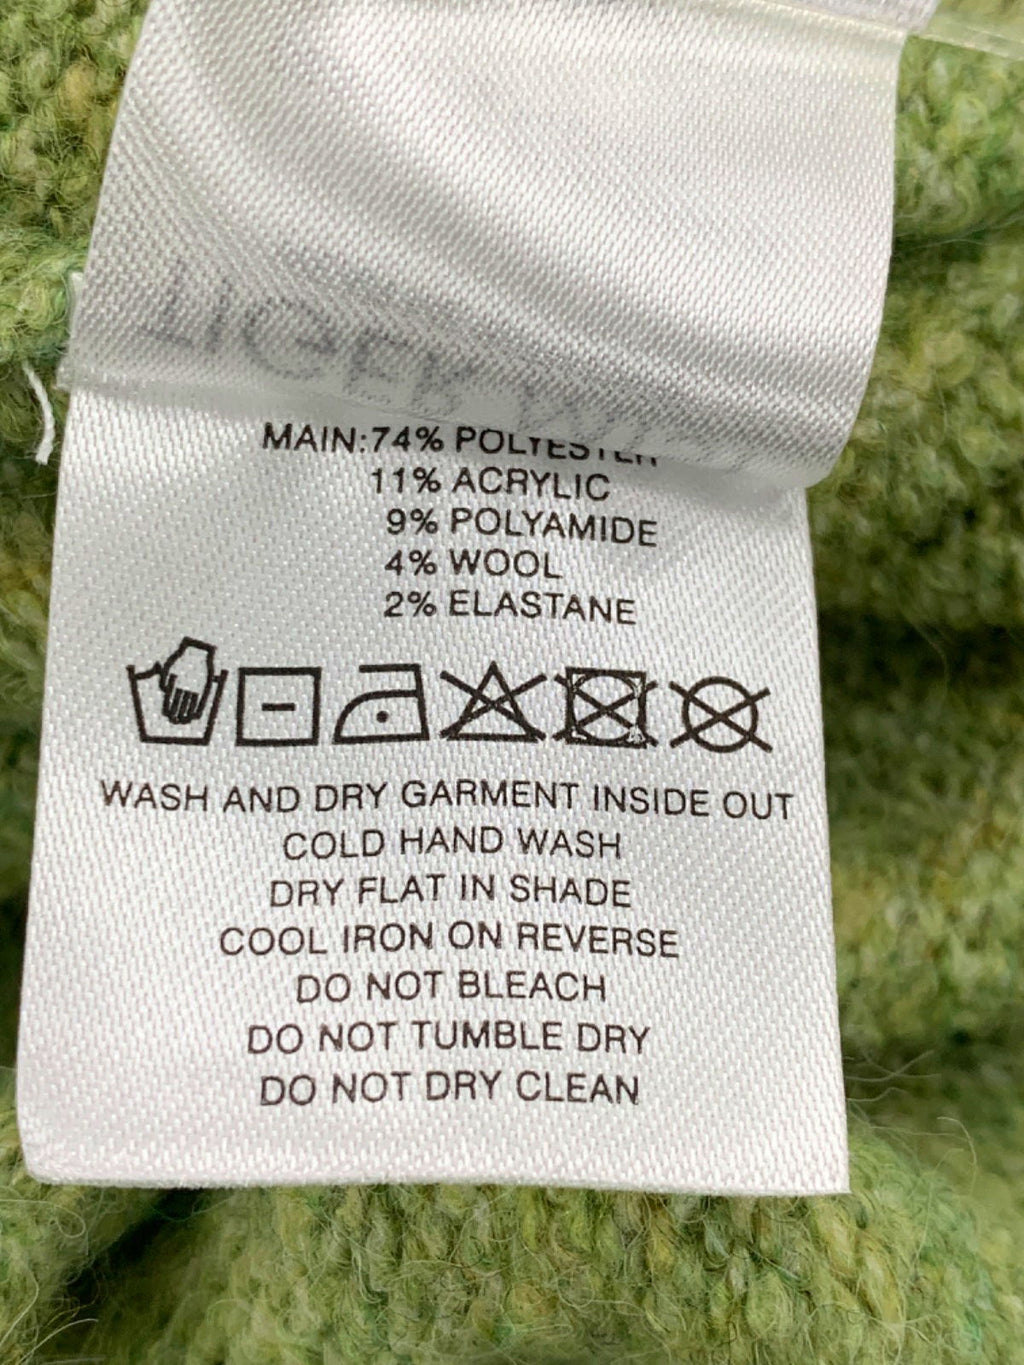 MAIN:74% POLYESTER
11% ACRYLIC
9% POLYAMIDE
4% WOOL
2% ELASTANE
WASH AND DRY GARMENT INSIDE OUT
COLD HAND WASH
DRY FLAT IN SHADE
COOL IRON ON REVERSE
DO NOT BLEACH
DO NOT TUMBLE DRY
DO NOT DRY CLEAN